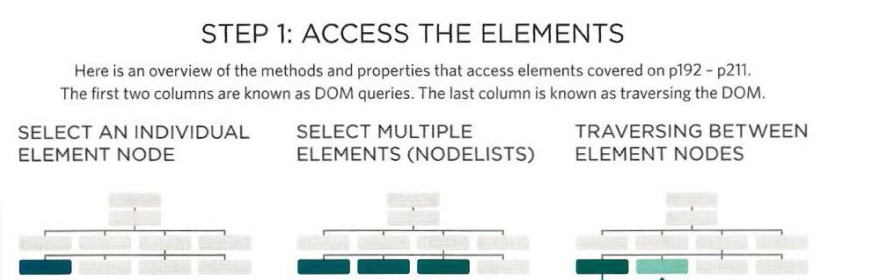 STEP 1: ACCESS THE ELEMENTS
Here is an overview of the methods and properties that access elements covered on p192 – p211.
The first two columns are known as DOM queries. The last column is known as traversing the DOM.
SELECT AN INDIVIDUAL
ELEMENT NODE
SELECT MULTIPLE
ELEMENTS (NODELISTS)
TRAVERSING BETWEEN
ELEMENT NODES